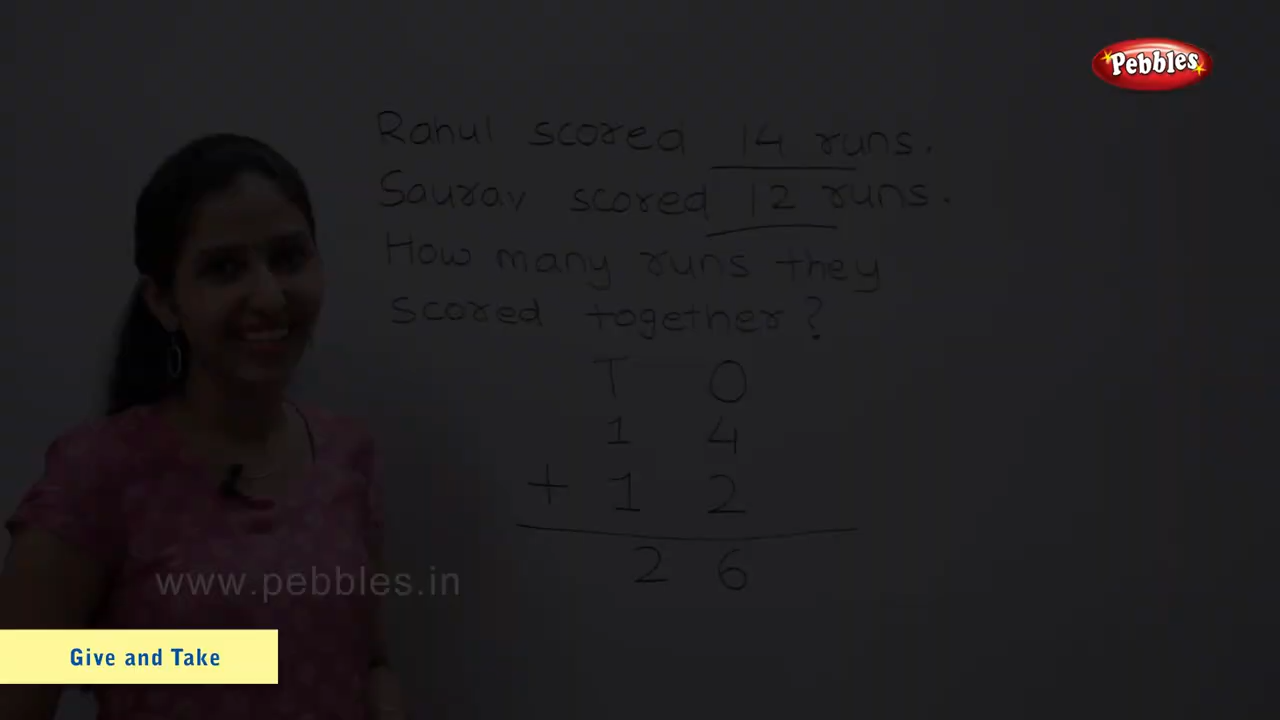 Pebbles
Rahul scored 14 runs.
Saurav scored 12 runs.
How many runs they
scored together?
T O
1 4
+ 1 2
2 6
www.pebbles.in
Give and Take